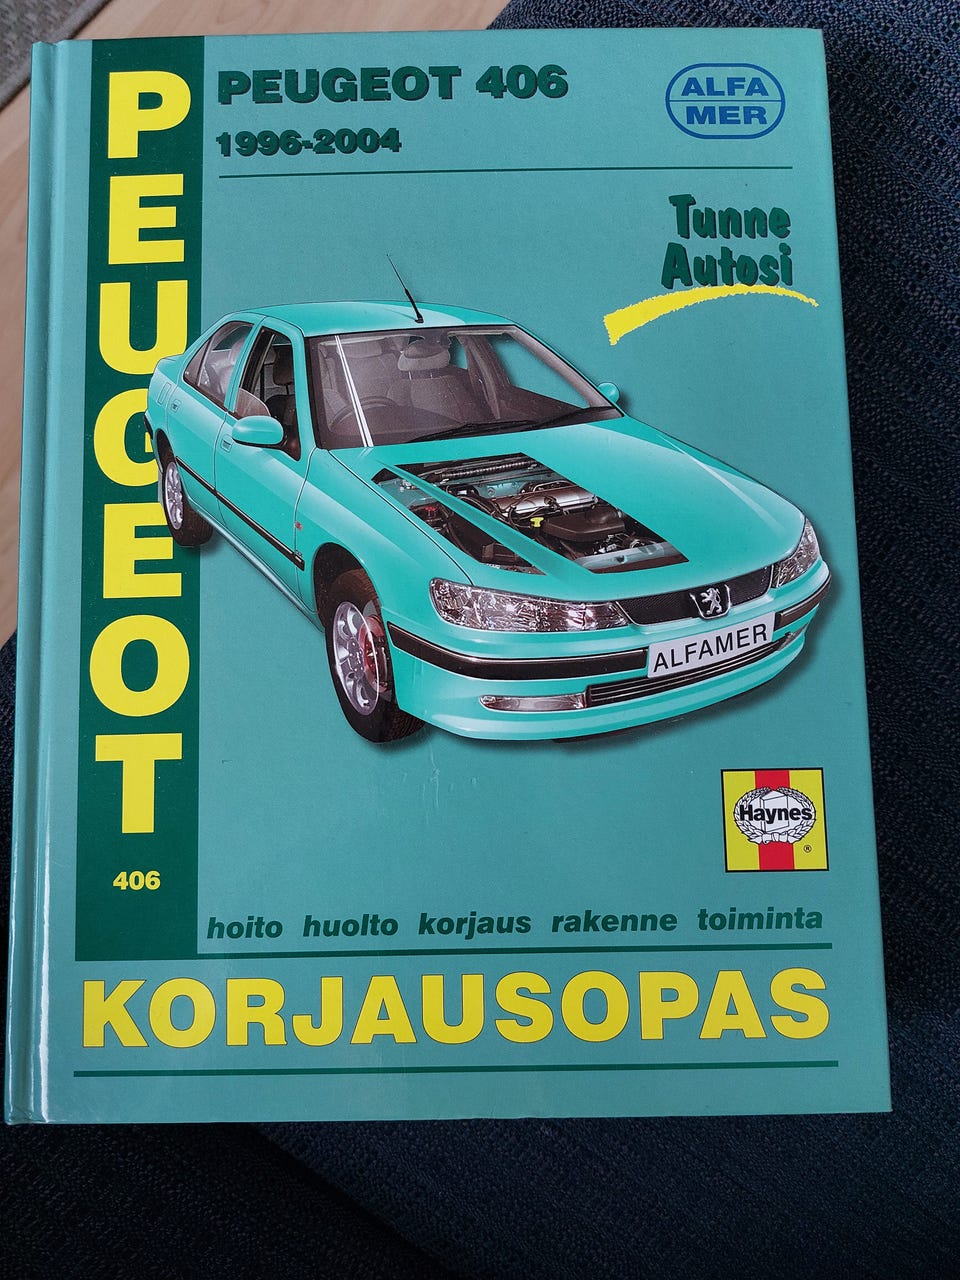 PEUGEOT
406
PEUGEOT 406
1996-2004
ALFA
MER
Tunne
Autosi
ALFAMER
Haynes
®
hoito huolto korjaus rakenne toiminta
KORJAUSOPAS